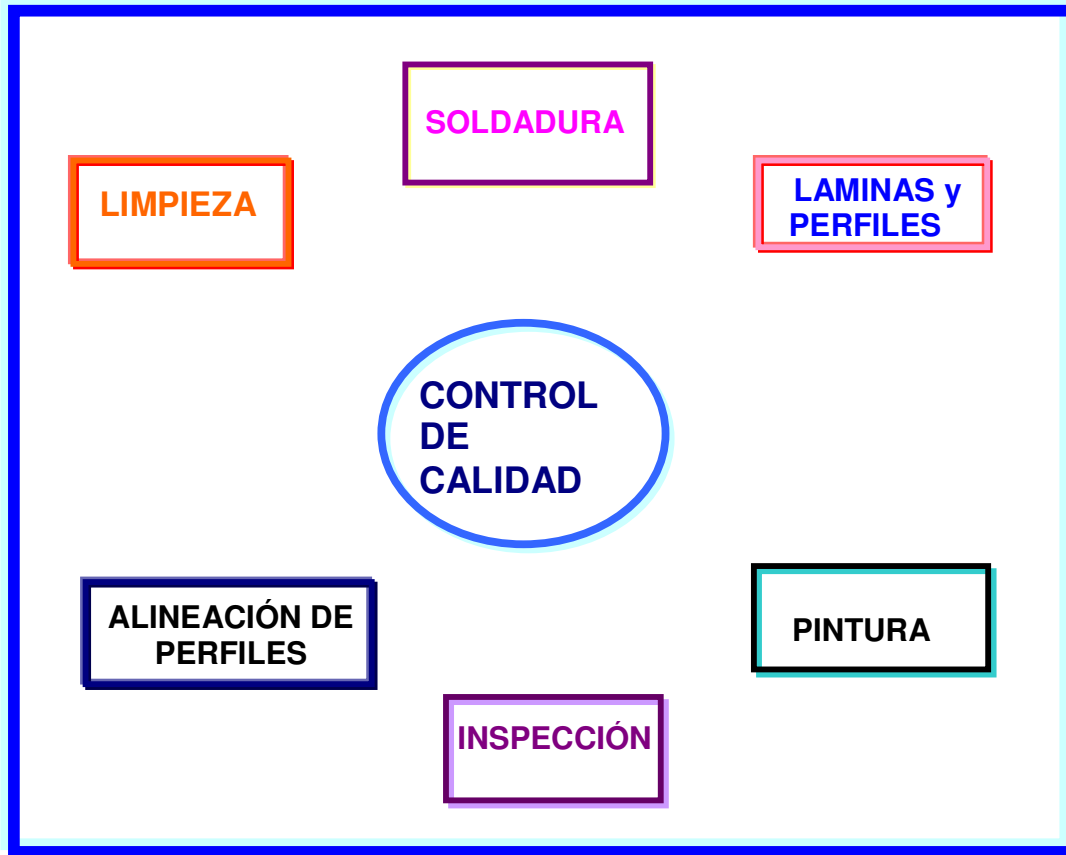 SOLDADURA
LIMPIEZA
LAMINAS y
PERFILES
CONTROL
DE
CALIDAD
ALINEACIÓN DE
PERFILES
PINTURA
INSPECCIÓN